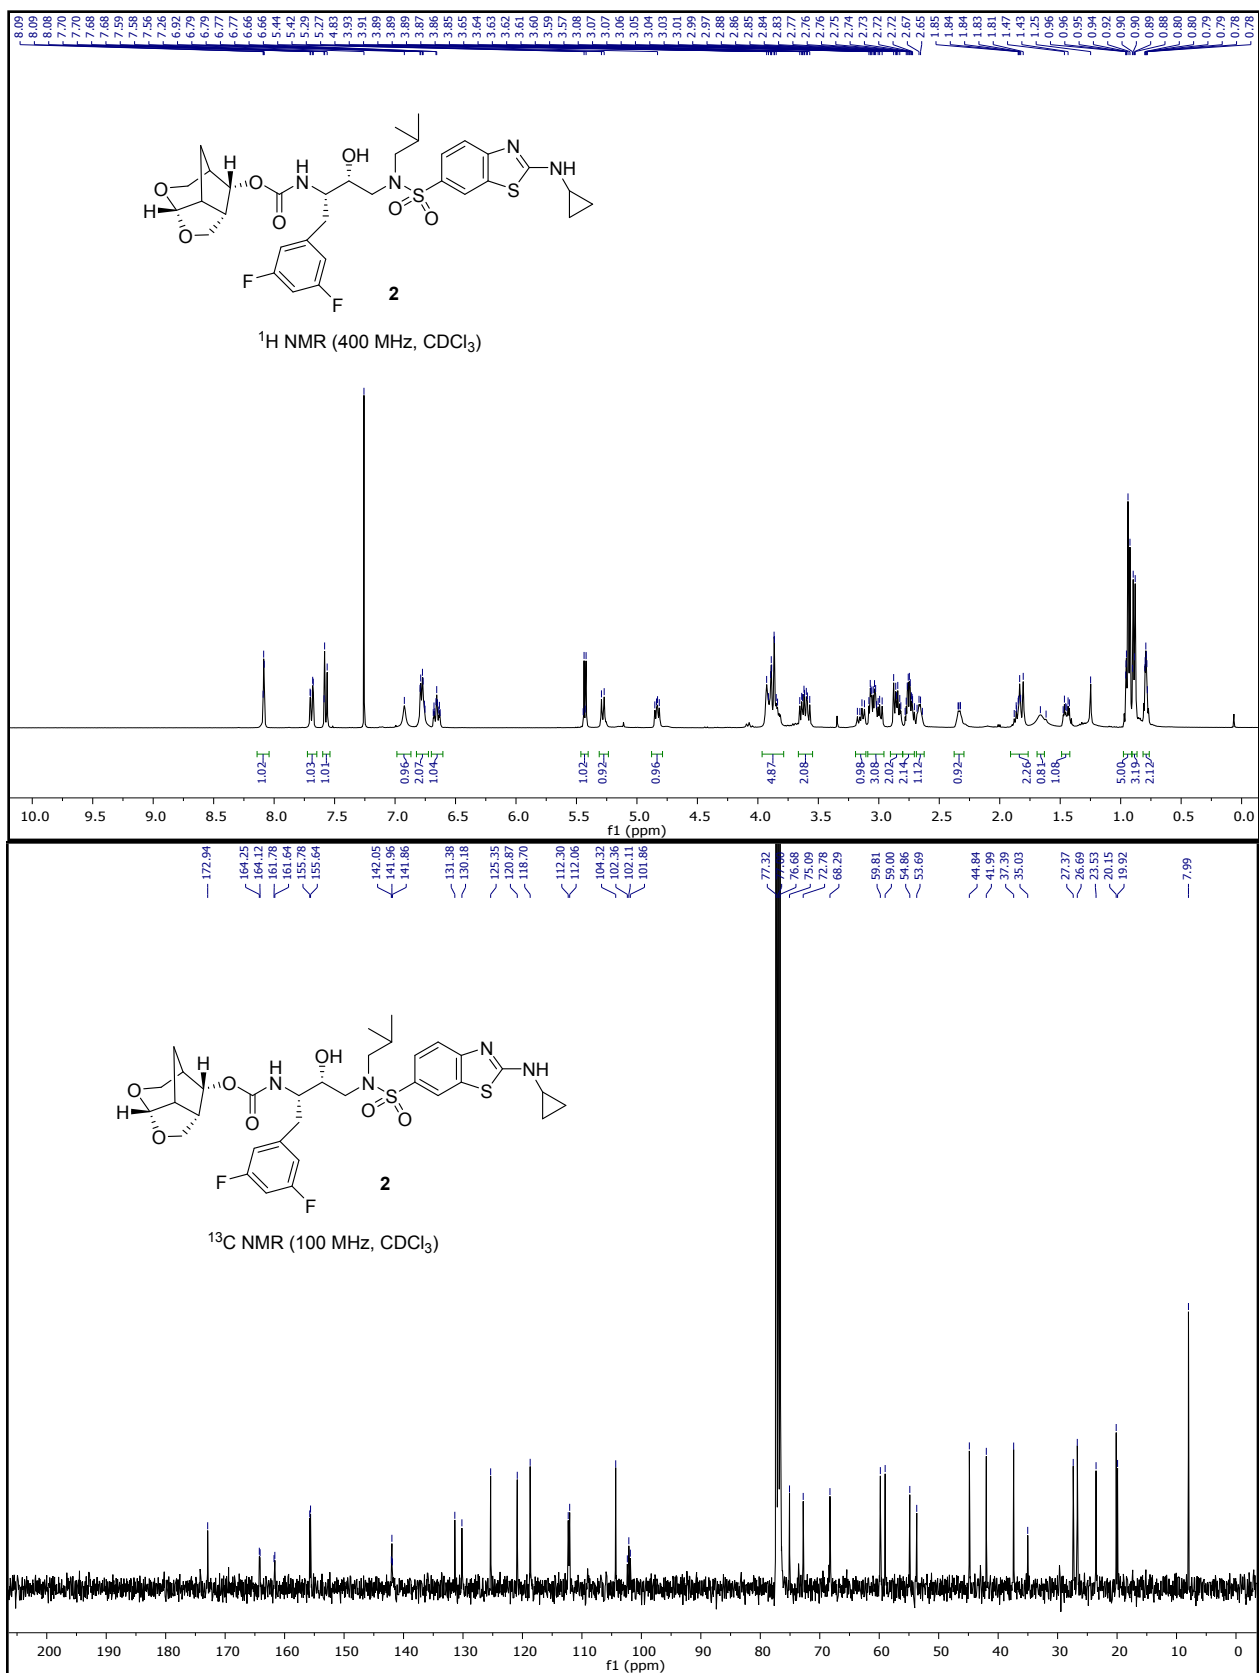 8.09 8.09 8.08 7.70 7.70 7.68 7.68 7.59 7.58 7.56 7.26 6.92 6.79 6.79 6.77 6.77 6.66 6.66 5.44 5.42 5.29 5.27 4.83 3.93 3.91 3.89 3.89 3.89 3.87 3.86 3.85 3.65 3.64 3.63 3.62 3.61 3.60 3.59 3.57 3.08 3.07 3.07 3.06 3.05 3.04 3.03 3.01 2.99 2.97 2.88 2.86 2.85 2.84 2.83 2.77 2.76 2.76 2.75 2.74 2.73 2.72 2.72 2.67 2.65 1.85 1.84 1.84 1.83 1.81 1.47 1.43 1.25 0.96 0.96 0.95 0.94 0.92 0.90 0.90 0.89 0.88 0.80 0.80 0.79 0.79 0.78 0.78
H O H O O H N OH N S O O N S NH
O
F F
2
1H NMR (400 MHz, CDCl3)
1.02 1.03 1.01 0.96 2.07 1.04 1.02 0.92 0.96 4.87 2.08 0.98 3.08 2.02 2.14 1.12 0.92 2.26 0.81 1.08 5.00 3.19 2.12
10.0 9.5 9.0 8.5 8.0 7.5 7.0 6.5 6.0 5.5 5.0 4.5 4.0 3.5 3.0 2.5 2.0 1.5 1.0 0.5 0.0
f1 (ppm)
172.94 164.25 164.12 161.78 161.64 155.78 155.64 142.05 141.96 141.86 131.38 130.18 125.35 120.87 118.70 112.30 112.06 104.32 102.36 102.11 101.86 77.32 76.68 75.09 72.78 68.29 59.81 59.00 54.86 53.69 44.84 41.99 37.39 35.03 27.37 26.69 23.53 20.15 19.92 7.99
H O H O O H N OH N S O O N S NH
O
F F
2
13C NMR (100 MHz, CDCl3)
200 190 180 170 160 150 140 130 120 110 100 90 80 70 60 50 40 30 20 10 0
f1 (ppm)